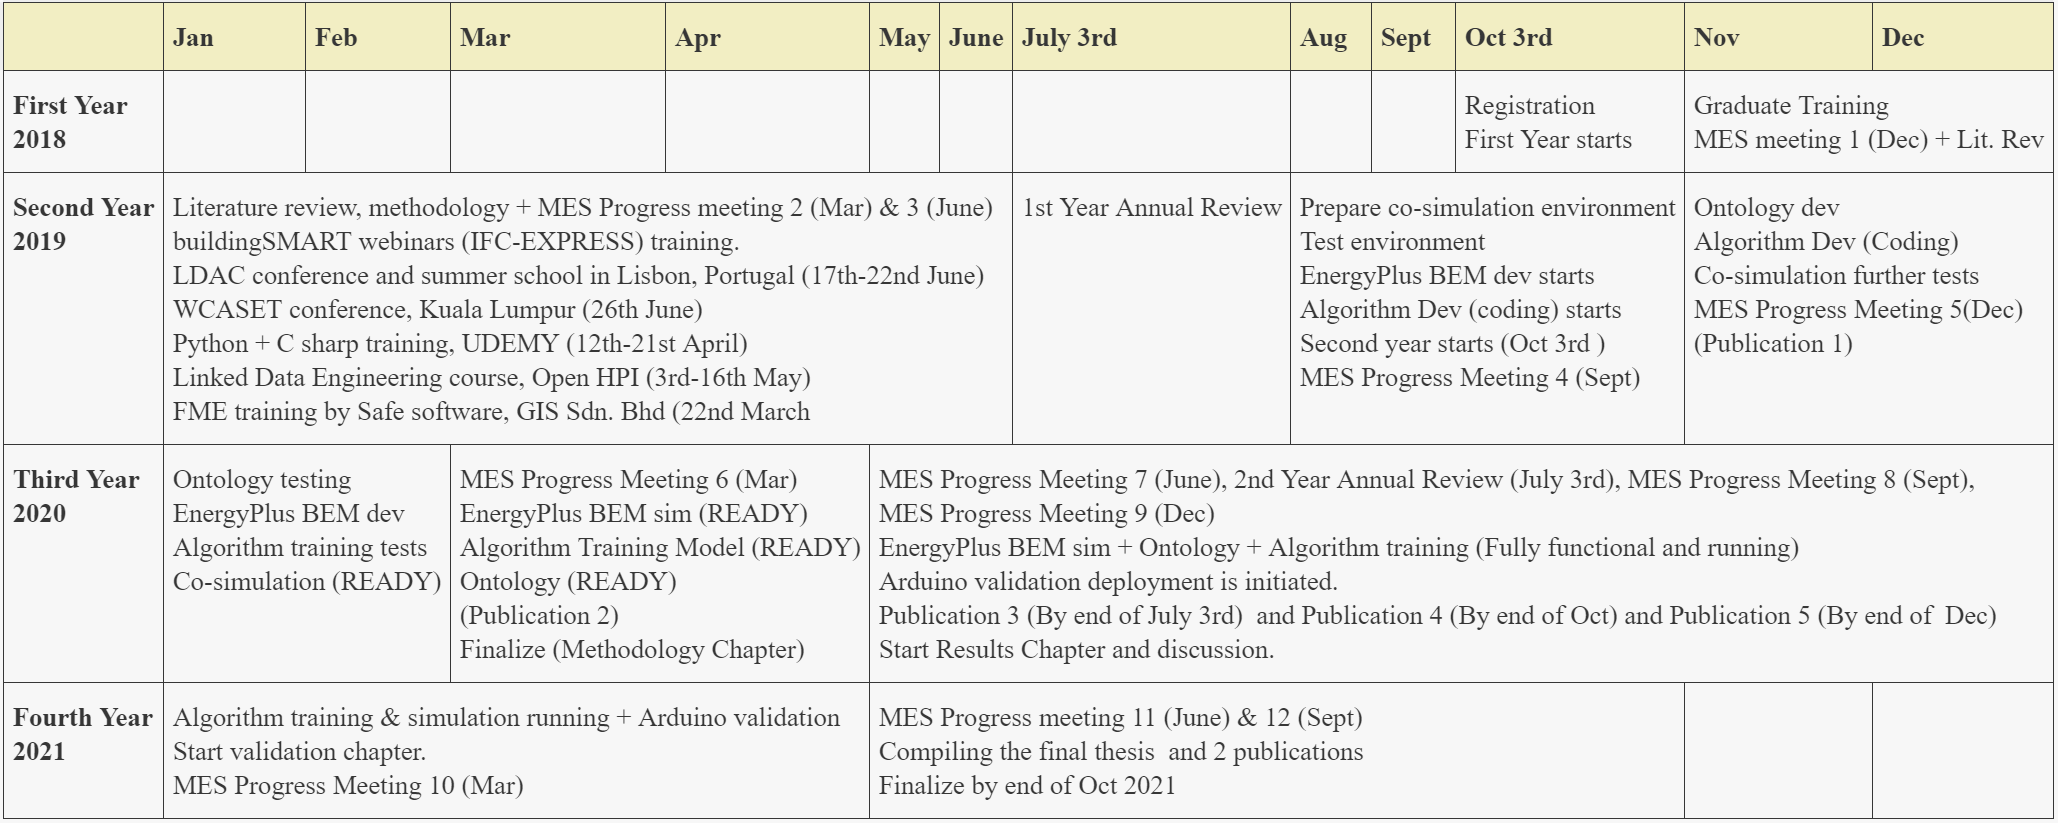 Jan Feb Mar Apr May June July 3rd Aug Sept Oct 3rd Nov Dec
First Year
2018
Registration
First Year starts
Graduate Training
MES meeting 1 (Dec) + Lit. Rev
Second Year
2019
Literature review, methodology + MES Progress meeting 2 (Mar) & 3 (June)
buildingSMART webinars (IFC-EXPRESS) training.
LDAC conference and summer school in Lisbon, Portugal (17th-22nd June)
WCASET conference, Kuala Lumpur (26th June)
Python + C sharp training, UDEMY (12th-21st April)
Linked Data Engineering course, Open HPI (3rd-16th May)
FME training by Safe software, GIS Sdn. Bhd (22nd March
1st Year Annual Review
Prepare co-simulation environment
Test environment
EnergyPlus BEM dev starts
Algorithm Dev (coding) starts
Second year starts (Oct 3rd )
MES Progress Meeting 4 (Sept)
Ontology dev
Algorithm Dev (Coding)
Co-simulation further tests
MES Progress Meeting 5(Dec)
(Publication 1)
Third Year
2020
Ontology testing
EnergyPlus BEM dev
Algorithm training tests
Co-simulation (READY)
MES Progress Meeting 6 (Mar)
EnergyPlus BEM sim (READY)
Algorithm Training Model (READY)
Ontology (READY)
(Publication 2)
Finalize (Methodology Chapter)
MES Progress Meeting 7 (June), 2nd Year Annual Review (July 3rd), MES Progress Meeting 8 (Sept),
MES Progress Meeting 9 (Dec)
EnergyPlus BEM sim + Ontology + Algorithm training (Fully functional and running)
Arduino validation deployment is initiated.
Publication 3 (By end of July 3rd)  and Publication 4 (By end of Oct) and Publication 5 (By end of  Dec)
Start Results Chapter and discussion.
Fourth Year
2021
Algorithm training & simulation running + Arduino validation
Start validation chapter.
MES Progress Meeting 10 (Mar)
MES Progress meeting 11 (June) & 12 (Sept)
Compiling the final thesis  and 2 publications
Finalize by end of Oct 2021